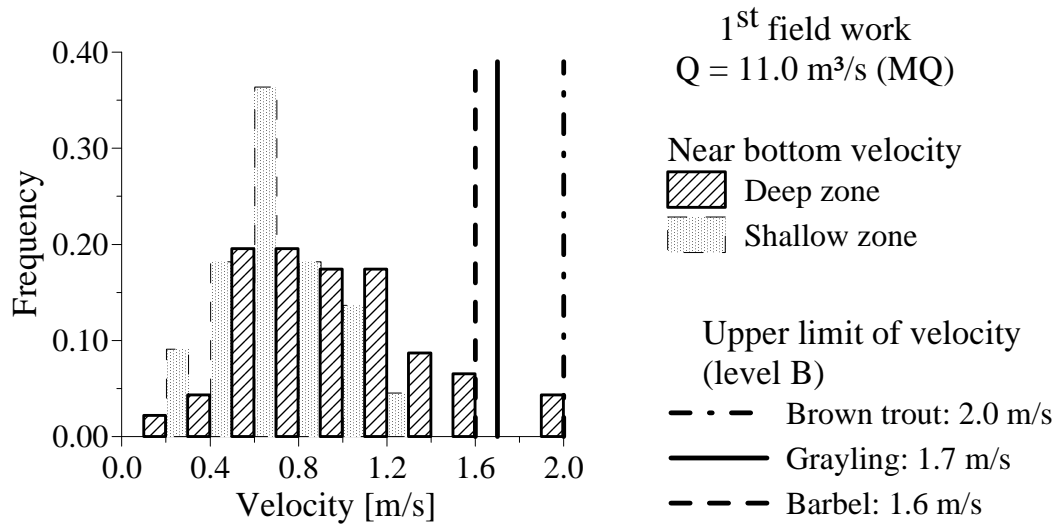 0.40
0.30
0.20
0.10
0.00
Frequency
0.0 0.4 0.8 1.2 1.6 2.0
Velocity [m/s]
1st field work
Q = 11.0 m³/s (MQ)
Near bottom velocity
Deep zone
Shallow zone
Upper limit of velocity
(level B)
Brown trout: 2.0 m/s
Grayling: 1.7 m/s
Barbel: 1.6 m/s